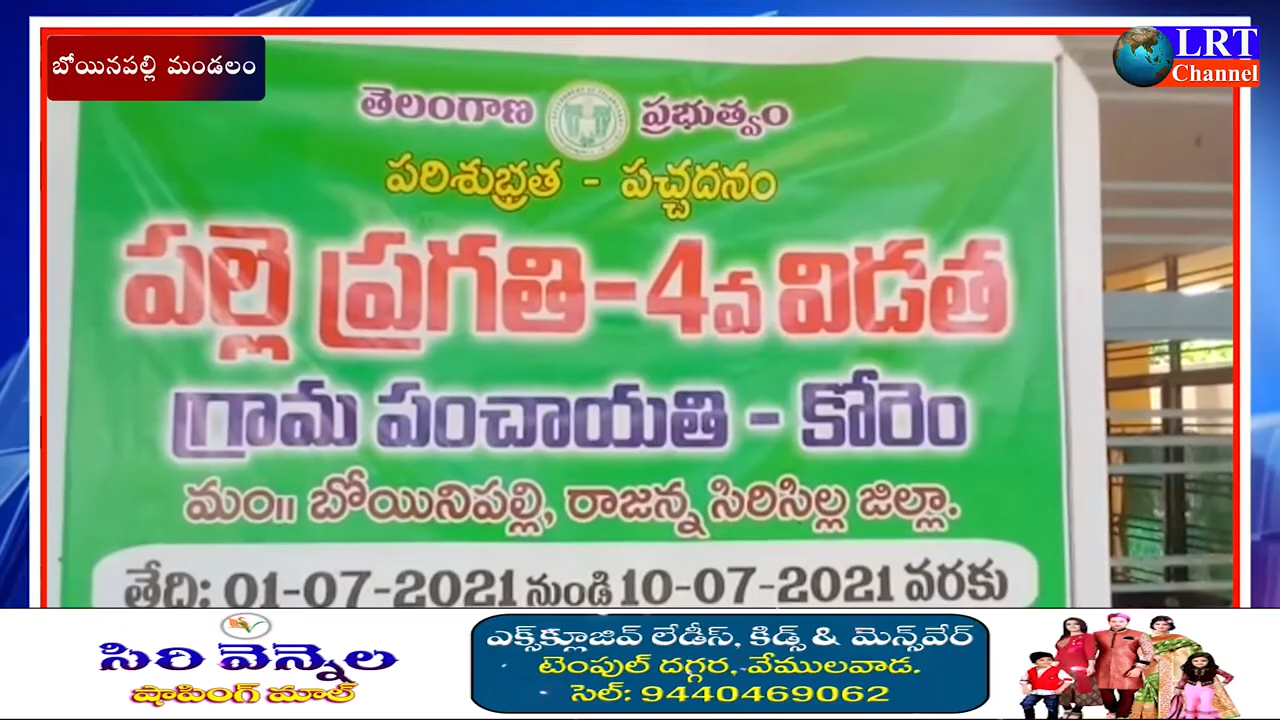 బోయినపల్లి మండలం
LRT
Channel
తెలంగాణ ప్రభుత్వం
పరిశుభ్రత - పచ్చదనం
పల్లె ప్రగతి-4వ విడత
గ్రామ పంచాయతి - కోరెం
మం॥ బోయినిపల్లి, రాజన్న సిరిసిల్ల జిల్లా.
తేది: 01-07-2021 నుండి 10-07-2021 వరకు
సిరి వెన్నెల
షాపింగ్ మాల్
ఎక్స్‌క్లూజివ్ లేడీస్, కిడ్స్ & మెన్స్‌వేర్
టెంపుల్ దగ్గర, వేములవాడ.
సెల్: 9440469062